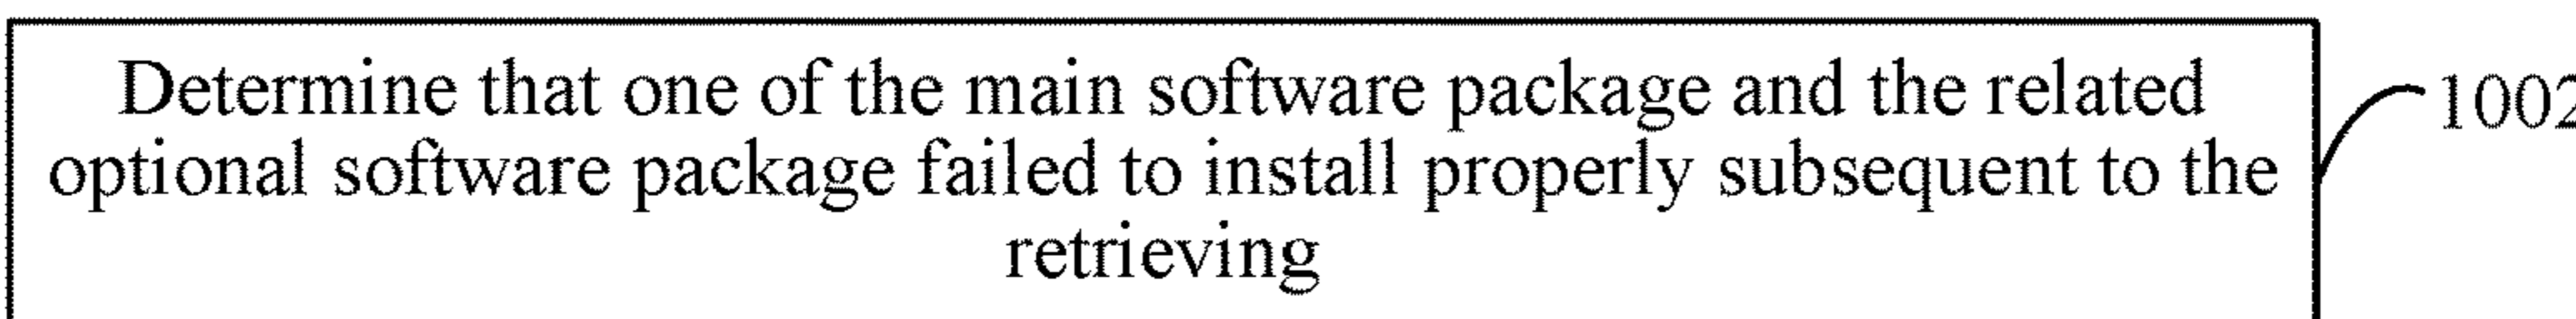 Determine that one of the main software package and the related
1002
optional software package failed to install properly subsequent to the
retrieving